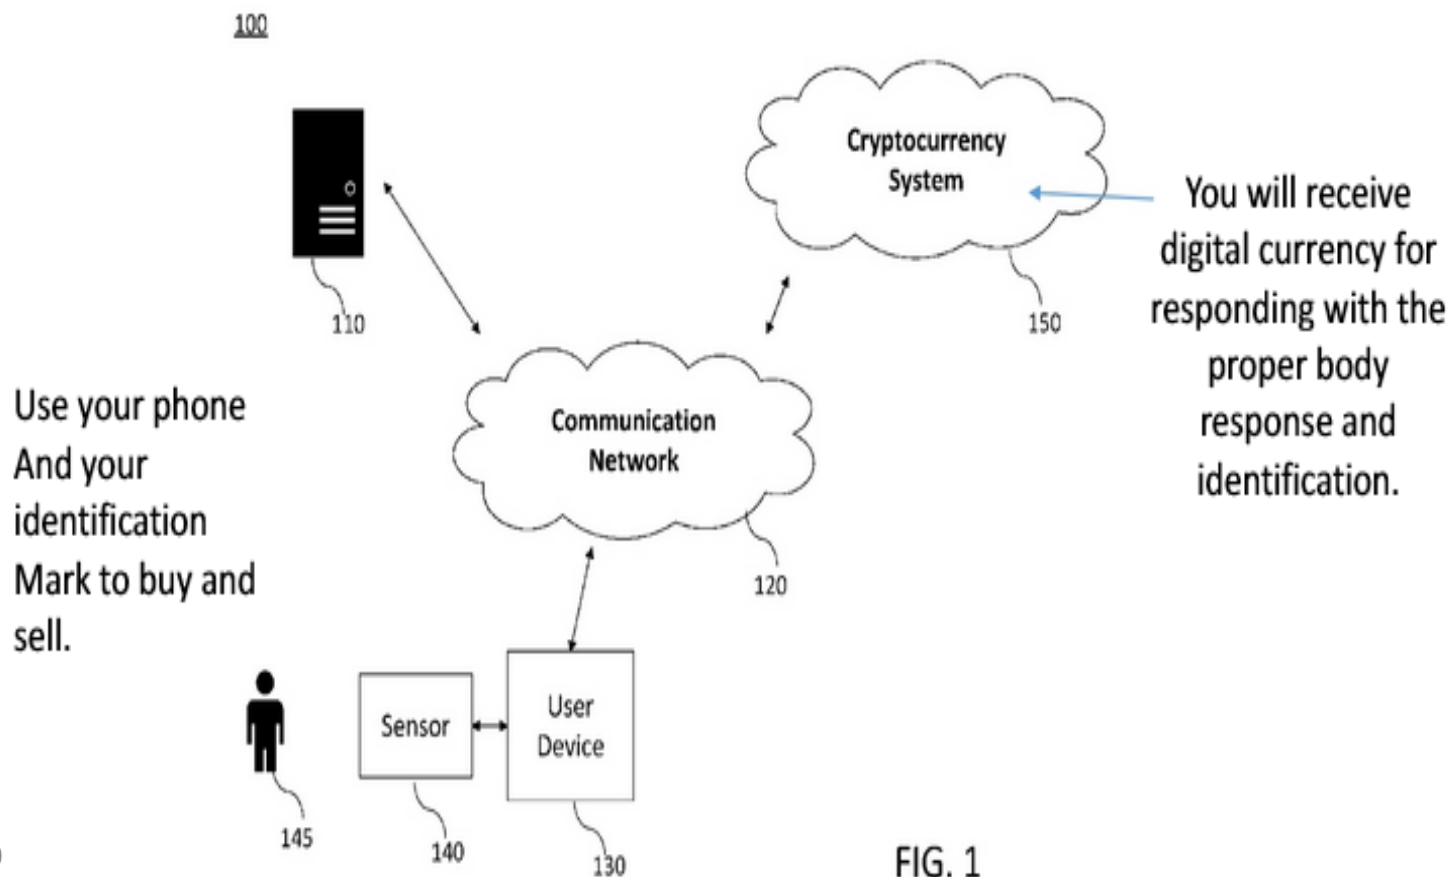 100
Cryptocurrency
System
You will receive
digital currency for
responding with the
proper body
response and
identification.
150
110
Use your phone
And your
identification
Mark to buy and
sell.
Communication
Network
120
Sensor
User
Device
145
140
130
FIG. 1